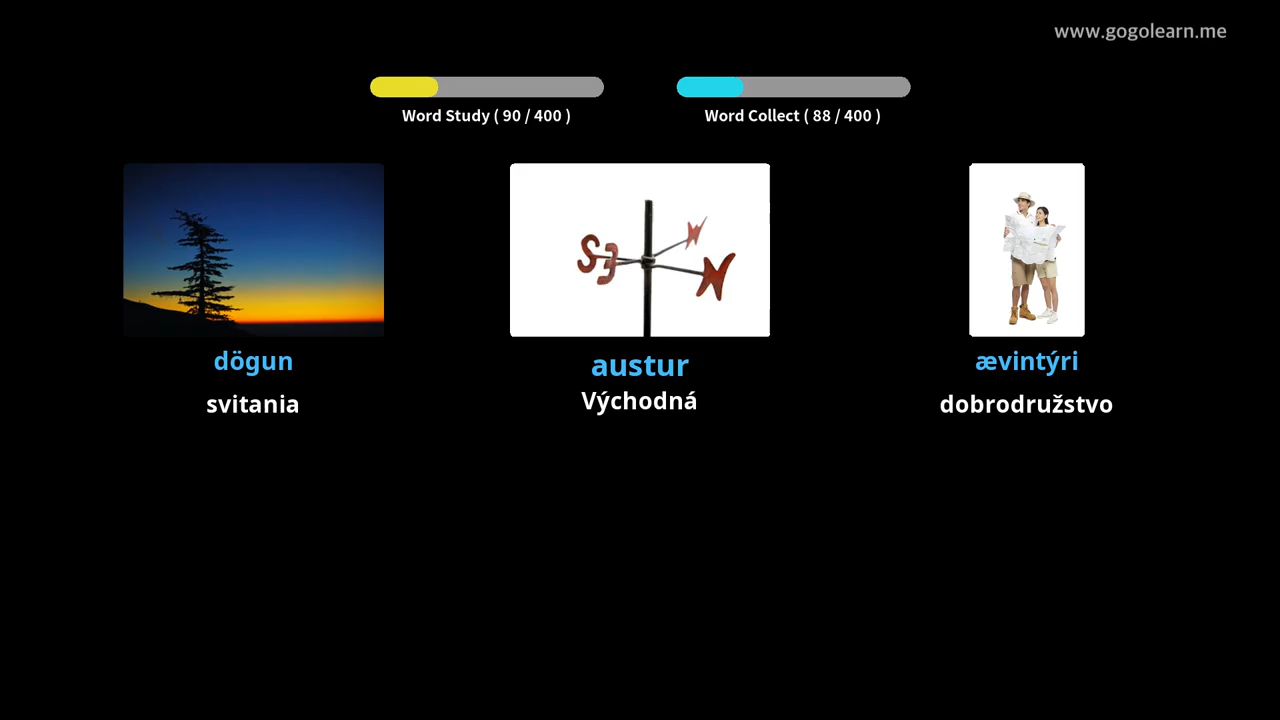 www.gogolearn.me
Word Study ( 90 / 400 )
Word Collect ( 88 / 400 )
S E N W
dögun
austur
ævintýri
svitania
Východná
dobrodružstvo